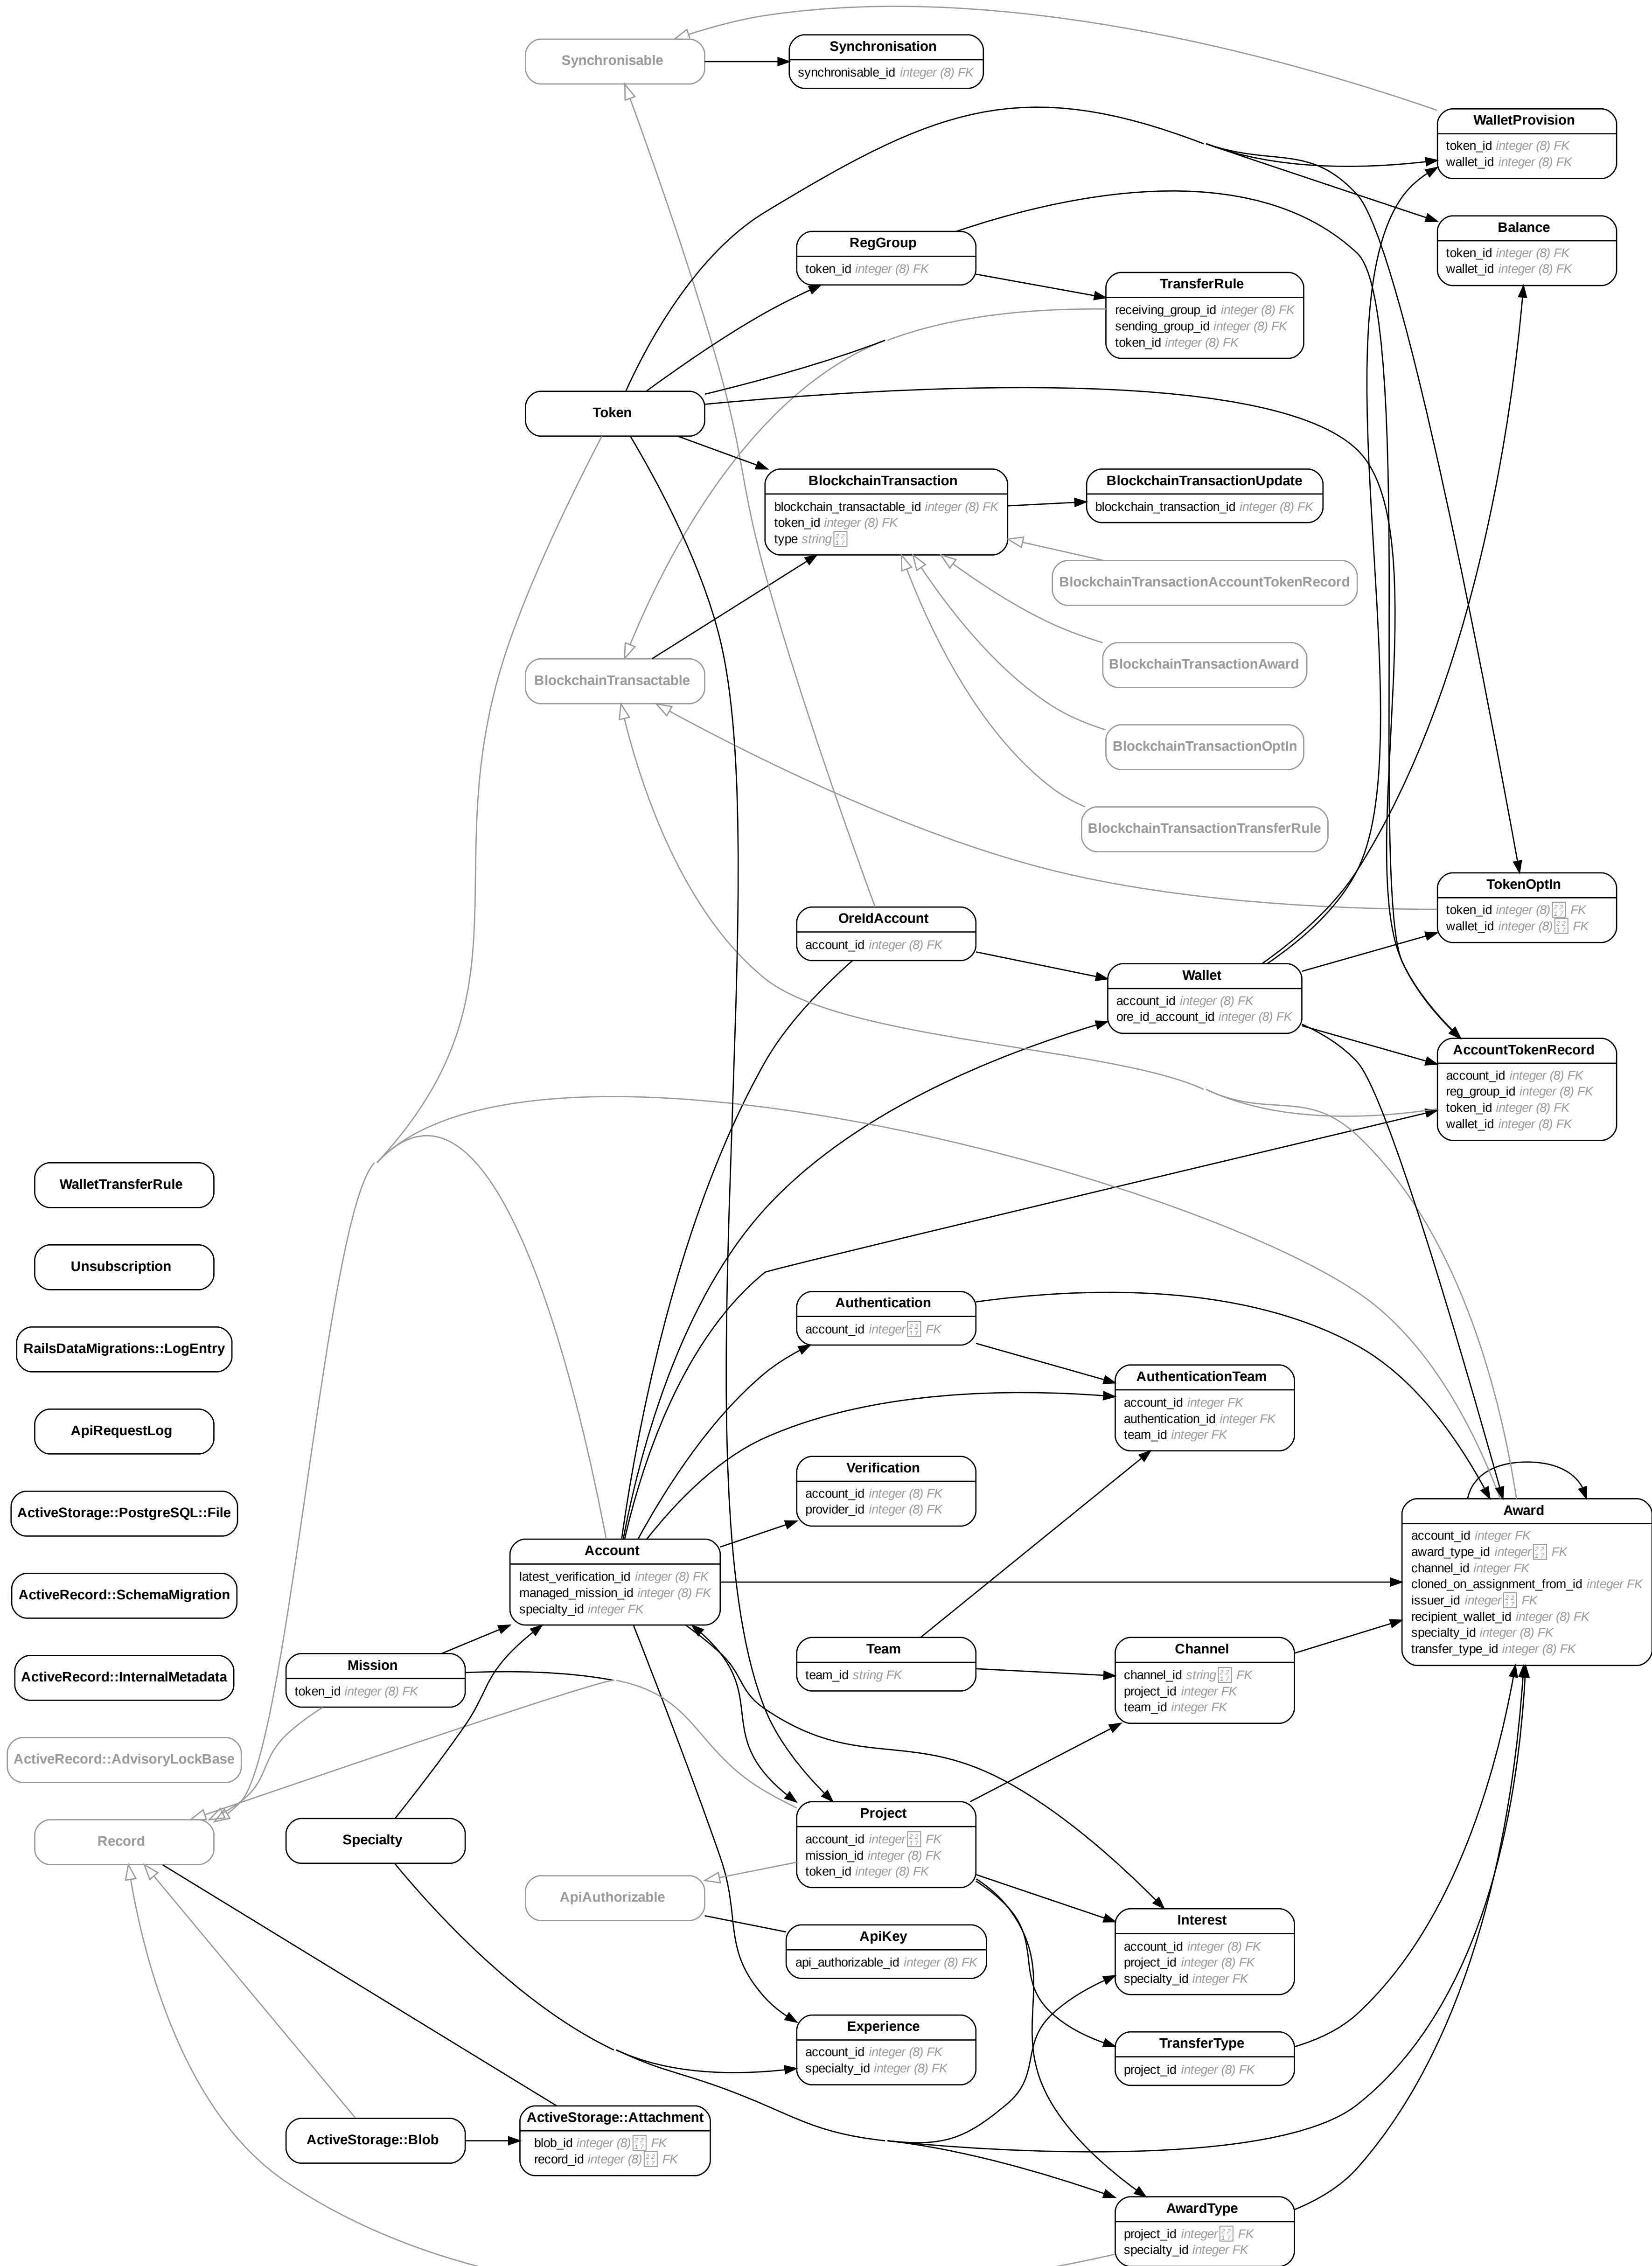 Synchronisable
Synchronisation
synchronisable_id integer (8) FK
WalletProvision
token_id integer (8) FK
wallet_id integer (8) FK
Balance
token_id integer (8) FK
wallet_id integer (8) FK
RegGroup
token_id integer (8) FK
TransferRule
receiving_group_id integer (8) FK
sending_group_id integer (8) FK
token_id integer (8) FK
Token
BlockchainTransaction
blockchain_transactable_id integer (8) FK
token_id integer (8) FK
type string
BlockchainTransactionUpdate
blockchain_transaction_id integer (8) FK
BlockchainTransactionAccountTokenRecord
BlockchainTransactionAward
BlockchainTransactable
BlockchainTransactionOptIn
BlockchainTransactionTransferRule
TokenOptIn
token_id integer (8) FK
wallet_id integer (8) FK
OreIdAccount
account_id integer (8) FK
Wallet
account_id integer (8) FK
ore_id_account_id integer (8) FK
AccountTokenRecord
account_id integer (8) FK
reg_group_id integer (8) FK
token_id integer (8) FK
wallet_id integer (8) FK
WalletTransferRule
Unsubscription
RailsDataMigrations::LogEntry
ApiRequestLog
ActiveStorage::PostgreSQL::File
ActiveRecord::SchemaMigration
ActiveRecord::InternalMetadata
ActiveRecord::AdvisoryLockBase
Record
Authentication
account_id integer FK
AuthenticationTeam
account_id integer FK
authentication_id integer FK
team_id integer FK
Verification
account_id integer (8) FK
provider_id integer (8) FK
Award
account_id integer FK
award_type_id integer FK
channel_id integer FK
cloned_on_assignment_from_id integer FK
issuer_id integer FK
recipient_wallet_id integer (8) FK
specialty_id integer (8) FK
transfer_type_id integer (8) FK
Account
latest_verification_id integer (8) FK
managed_mission_id integer (8) FK
specialty_id integer FK
Mission
token_id integer (8) FK
Team
team_id string FK
Channel
channel_id string FK
project_id integer FK
team_id integer FK
Specialty
Project
account_id integer FK
mission_id integer (8) FK
token_id integer (8) FK
ApiAuthorizable
ApiKey
api_authorizable_id integer (8) FK
Interest
account_id integer (8) FK
project_id integer (8) FK
specialty_id integer FK
Experience
account_id integer (8) FK
specialty_id integer (8) FK
TransferType
project_id integer (8) FK
ActiveStorage::Blob
ActiveStorage::Attachment
blob_id integer (8) FK
record_id integer (8) FK
AwardType
project_id integer FK
specialty_id integer FK